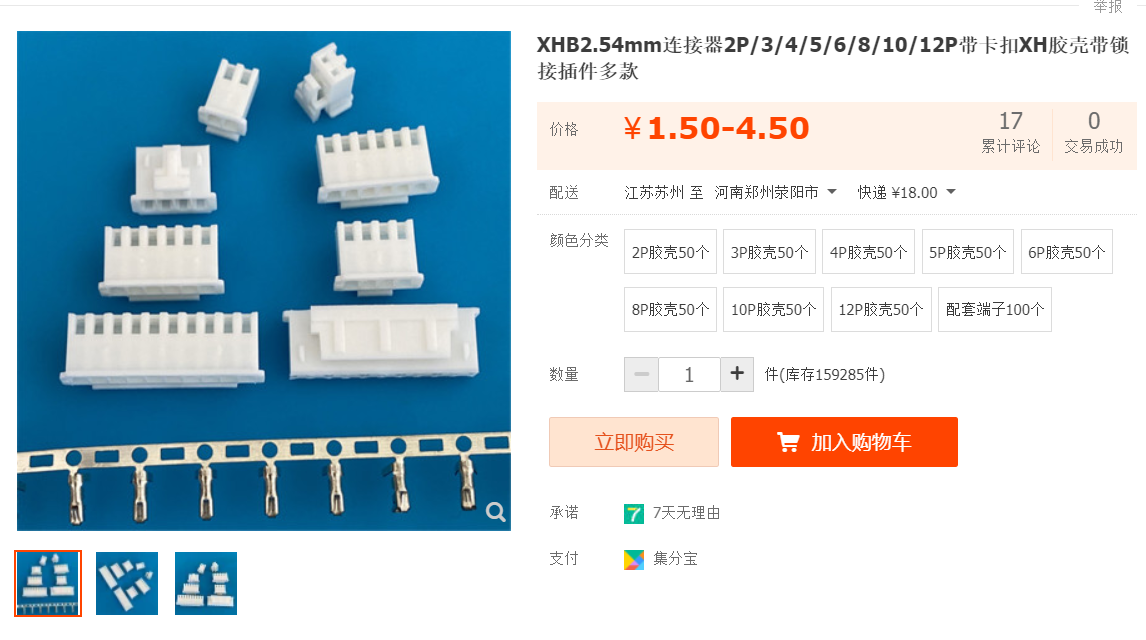 举报
XHB2.54mm连接器2P/3/4/5/6/8/10/12P带卡扣XH胶壳带锁
接插件多款
价格 ¥1.50-4.50 17 0
累计评论 交易成功
配送 江苏苏州 至 河南郑州荥阳市 快递 ¥18.00
颜色分类 2P胶壳50个 3P胶壳50个 4P胶壳50个 5P胶壳50个 6P胶壳50个
8P胶壳50个 10P胶壳50个 12P胶壳50个 配套端子100个
数量 1 件(库存159285件)
立即购买 加入购物车
承诺 7 7天无理由
支付 集分宝